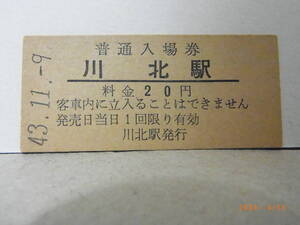 43.11.-9
普通入場券
川北駅
料金20円
客車内に立入ることはできません
発売日当日1回限り有効
川北駅発行